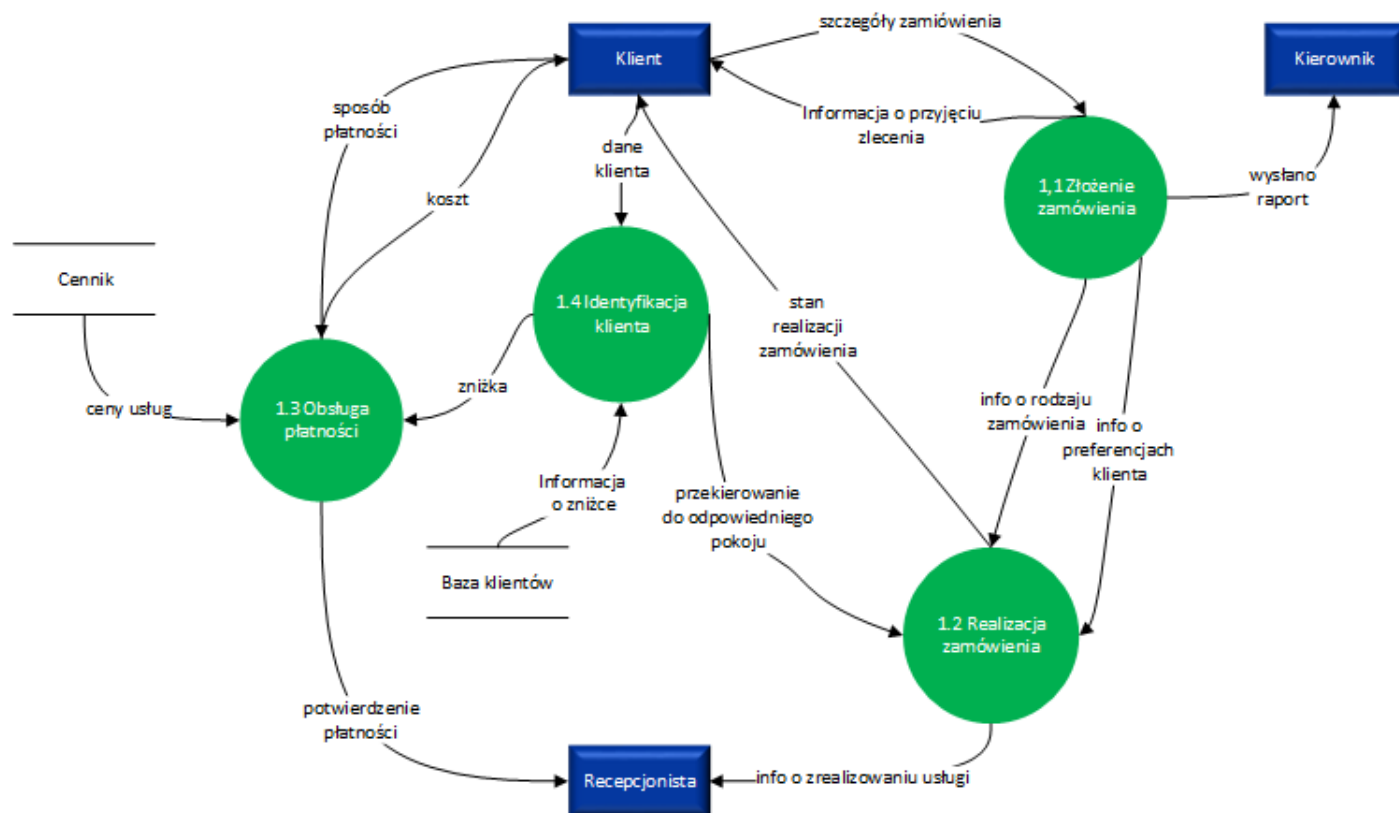 szczegóły zamiówienia
Klient
Kierownik
sposób
płatności
Informacja o przyjęciu
zlecenia
dane
klienta
1,1 Złożenie
zamówienia
wysłano
raport
koszt
Cennik
1.4 Identyfikacja
klienta
stan
realizacji
zamówienia
zniżka
ceny usług
1.3 Obsługa
płatności
info o rodzaju
zamówienia
info o
preferencjach
klienta
Informacja
o zniżce
przekierowanie
do odpowiedniego
pokoju
Baza klientów
1.2 Realizacja
zamówienia
potwierdzenie
płatności
Recepcjonista
info o zrealizowaniu usługi